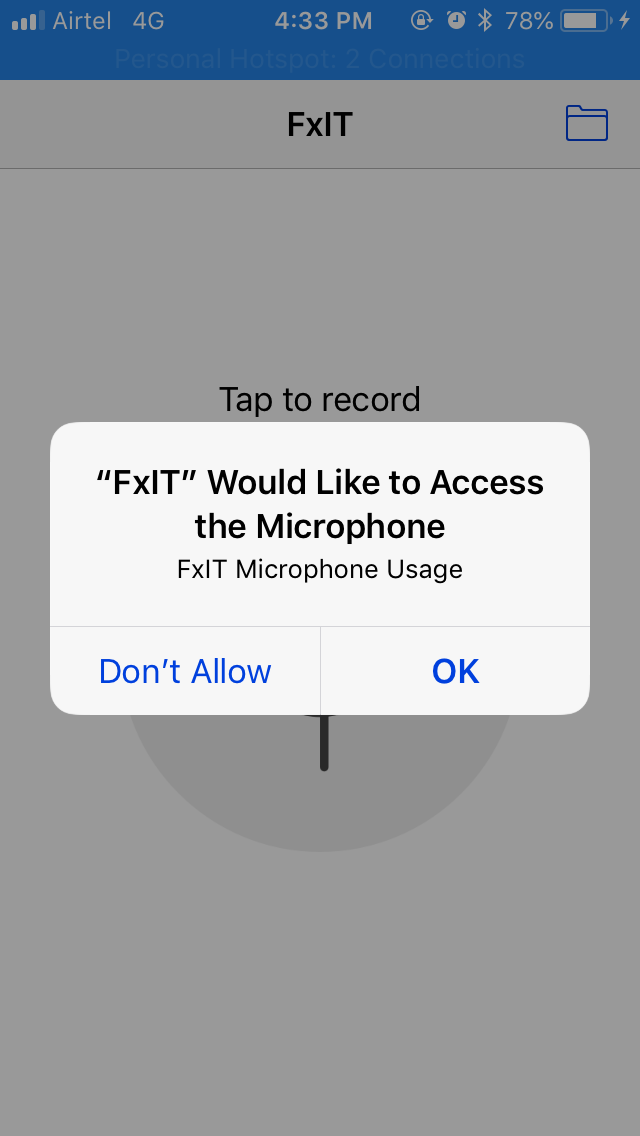 Airtel 4G 4:33 PM 78%
Personal Hotspot: 2 Connections
FxIT
Tap to record
“FxIT” Would Like to Access
the Microphone
FxIT Microphone Usage
Don’t Allow OK